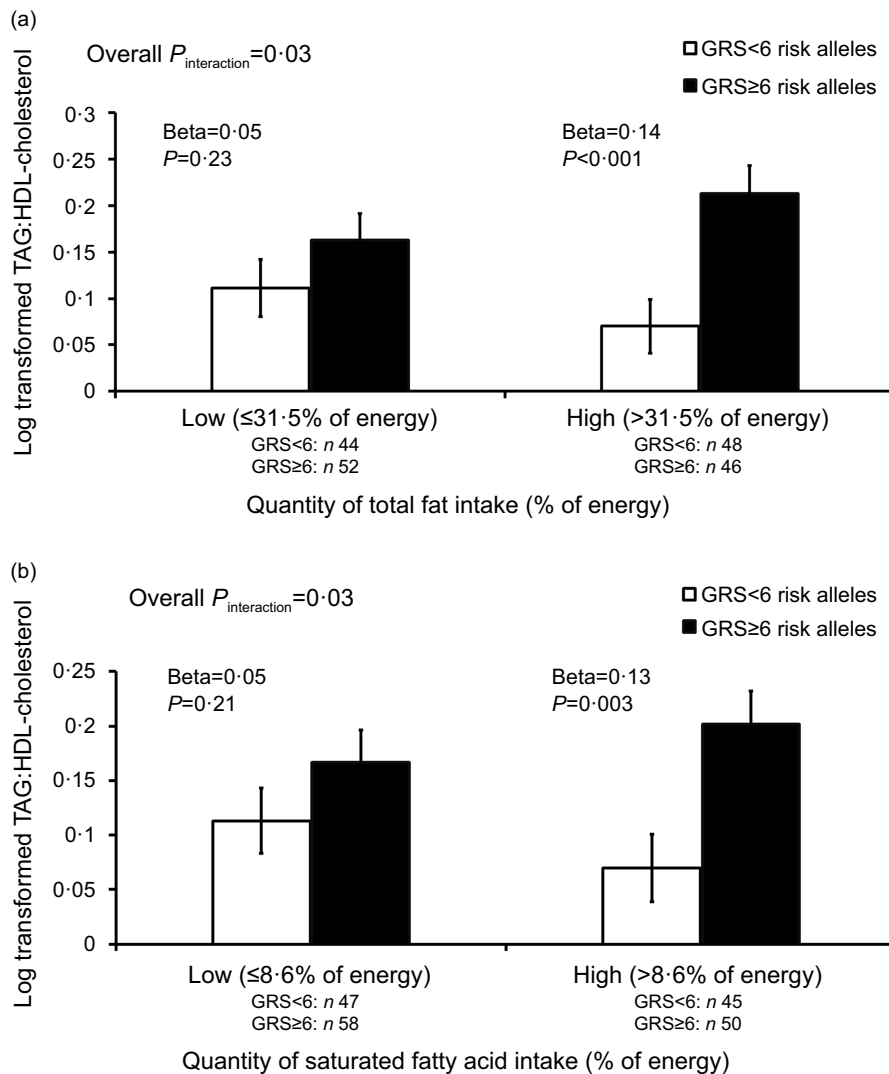 (a)
Overall Pinteraction=0·03
GRS<6 risk alleles
GRS≥6 risk alleles
Log transformed TAG:HDL-cholesterol
0·3
0·25
0·2
0·15
0·1
0·05
0
Beta=0·05
P=0·23
Beta=0·14
P<0·001
Low (≤31·5% of energy)
GRS<6: n 44
GRS≥6: n 52
High (>31·5% of energy)
GRS<6: n 48
GRS≥6: n 46
Quantity of total fat intake (% of energy)
(b)
Overall Pinteraction=0·03
GRS<6 risk alleles
GRS≥6 risk alleles
Log transformed TAG:HDL-cholesterol
0·25
0·2
0·15
0·1
0·05
0
Beta=0·05
P=0·21
Beta=0·13
P=0·003
Low (≤8·6% of energy)
GRS<6: n 47
GRS≥6: n 58
High (>8·6% of energy)
GRS<6: n 45
GRS≥6: n 50
Quantity of saturated fatty acid intake (% of energy)